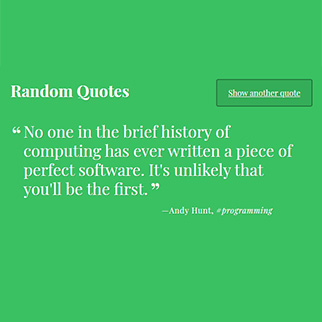 Random Quotes
Show another quote
❝ No one in the brief history of
computing has ever written a piece of
perfect software. It's unlikely that
you'll be the first. ❞
—Andy Hunt, #programming